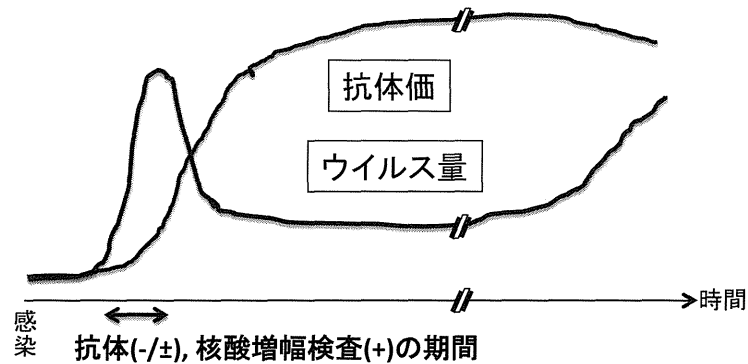 抗体価
ウイルス量
時間
感染
抗体(-/±), 核酸増幅検査(+)の期間